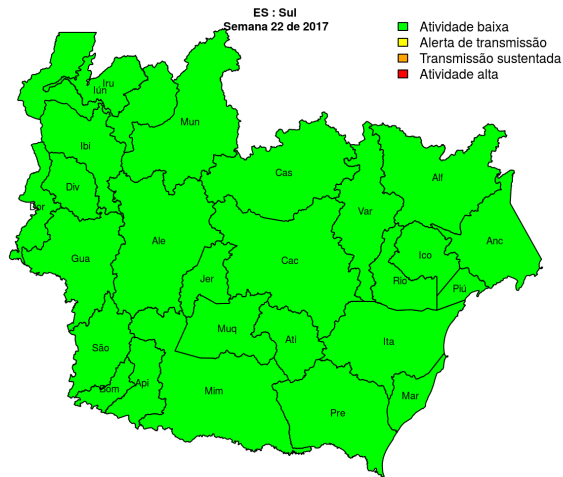 ES : Sul
Semana 22 de 2017
Atividade baixa
Alerta de transmissão
Transmissão sustentada
Atividade alta
Iru
Iún
Mun
Ibi
Cas
Alf
Div
Dor
Var
Ale
Anc
Gua
Cac
Ico
Jer
Rio
Piú
Muq
Ati
Ita
São
Bom
Api
Mim
Mar
Pre